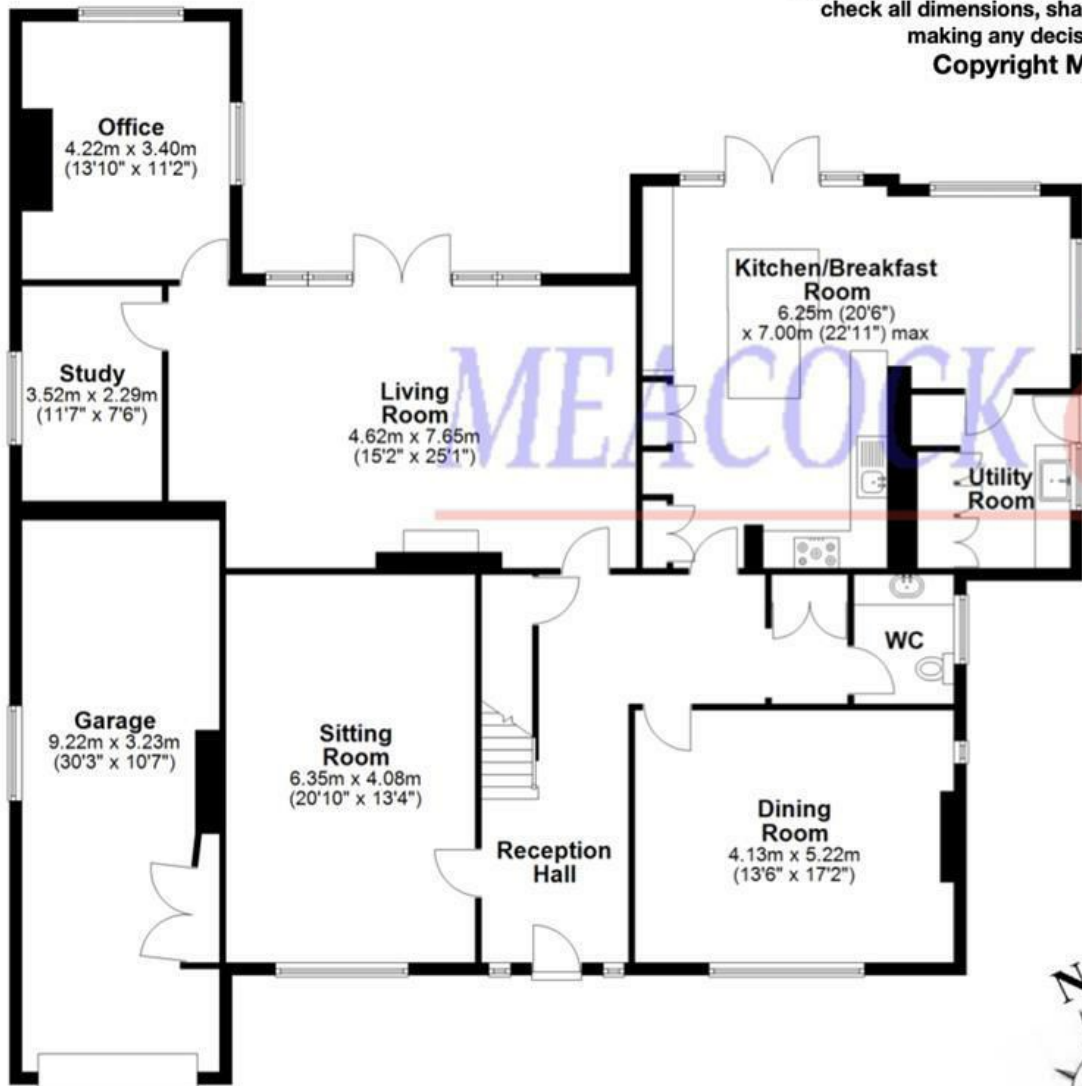 check all dimensions, sha
making any decis
Copyright M
Office
4.22m x 3.40m
(13'10" x 11'2")
Kitchen/Breakfast
Room
6.25m (20'6")
x 7.00m (22'11") max
Study
3.52m x 2.29m
(11'7" x 7'6")
Living
Room
4.62m x 7.65m
(15'2" x 25'1")
MEACOCK
Utility
Room
WC
Garage
9.22m x 3.23m
(30'3" x 10'7")
Sitting
Room
6.35m x 4.08m
(20'10" x 13'4")
Reception
Hall
Dining
Room
4.13m x 5.22m
(13'6" x 17'2")
N